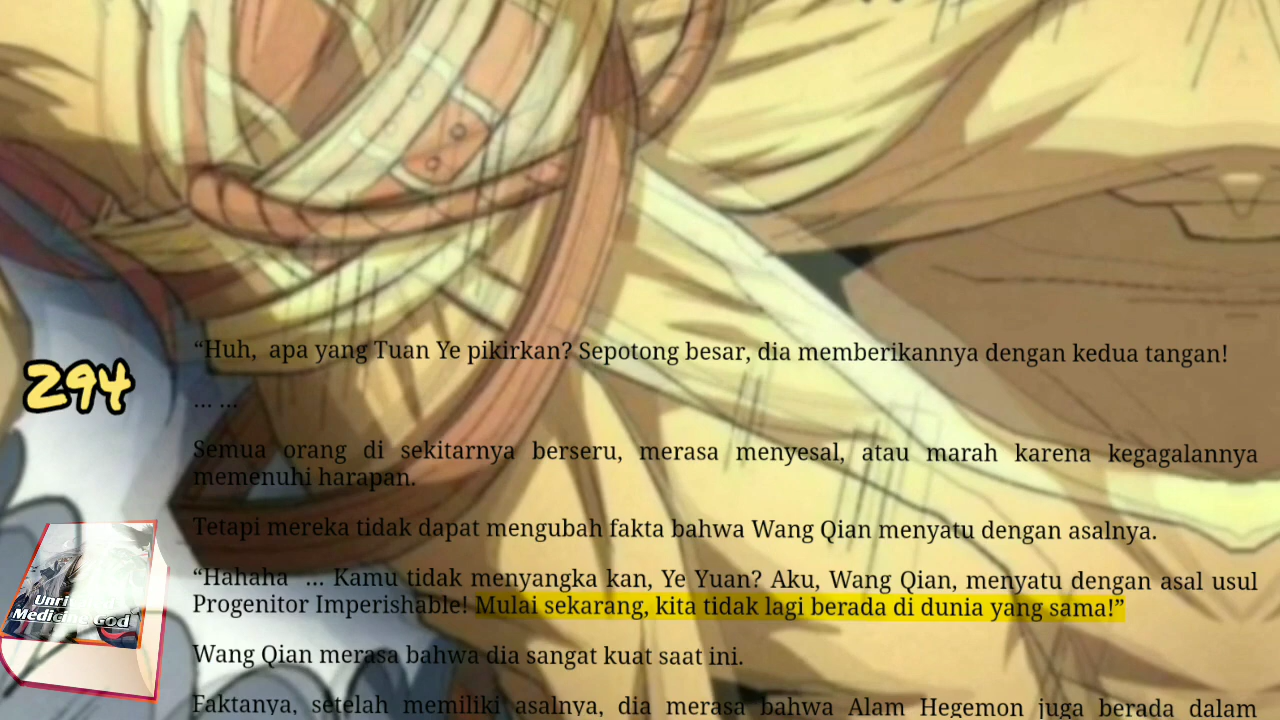 “Huh, apa yang Tuan Ye pikirkan? Sepotong besar, dia memberikannya dengan kedua tangan!
294
... ...
Semua orang di sekitarnya berseru, merasa menyesal, atau marah karena kegagalannya
memenuhi harapan.
Tetapi mereka tidak dapat mengubah fakta bahwa Wang Qian menyatu dengan asalnya.
“Hahaha ... Kamu tidak menyangka kan, Ye Yuan? Aku, Wang Qian, menyatu dengan asal usul
Progenitor Imperishable! Mulai sekarang, kita tidak lagi berada di dunia yang sama!”
Medicine God
Wang Qian merasa bahwa dia sangat kuat saat ini.
Faktanya, setelah memiliki asalnya, dia merasa bahwa Alam Hegemon juga berada dalam